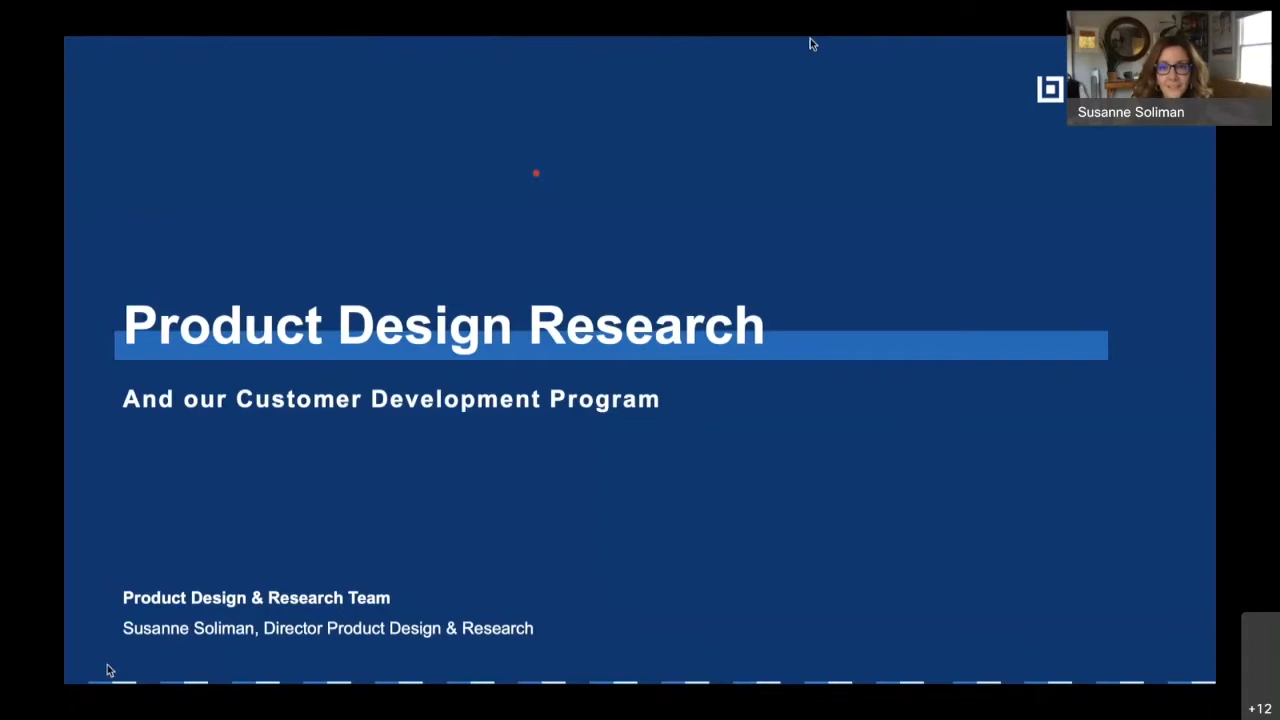 Susanne Soliman
Product Design Research
And our Customer Development Program
Product Design & Research Team
Susanne Soliman, Director Product Design & Research
+12